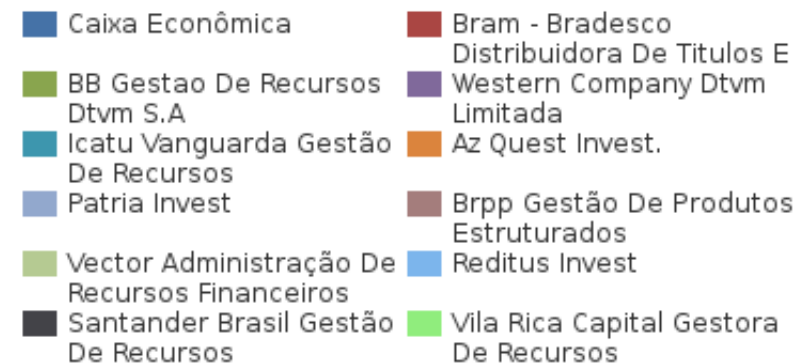 Caixa Econômica
Bram - Bradesco
Distribuidora De Titulos E
BB Gestao De Recursos
Dtvm S.A
Western Company Dtvm
Limitada
Icatu Vanguarda Gestão
De Recursos
Az Quest Invest.
Patria Invest
Brpp Gestão De Produtos
Estruturados
Vector Administração De
Recursos Financeiros
Reditus Invest
Santander Brasil Gestão
De Recursos
Vila Rica Capital Gestora
De Recursos